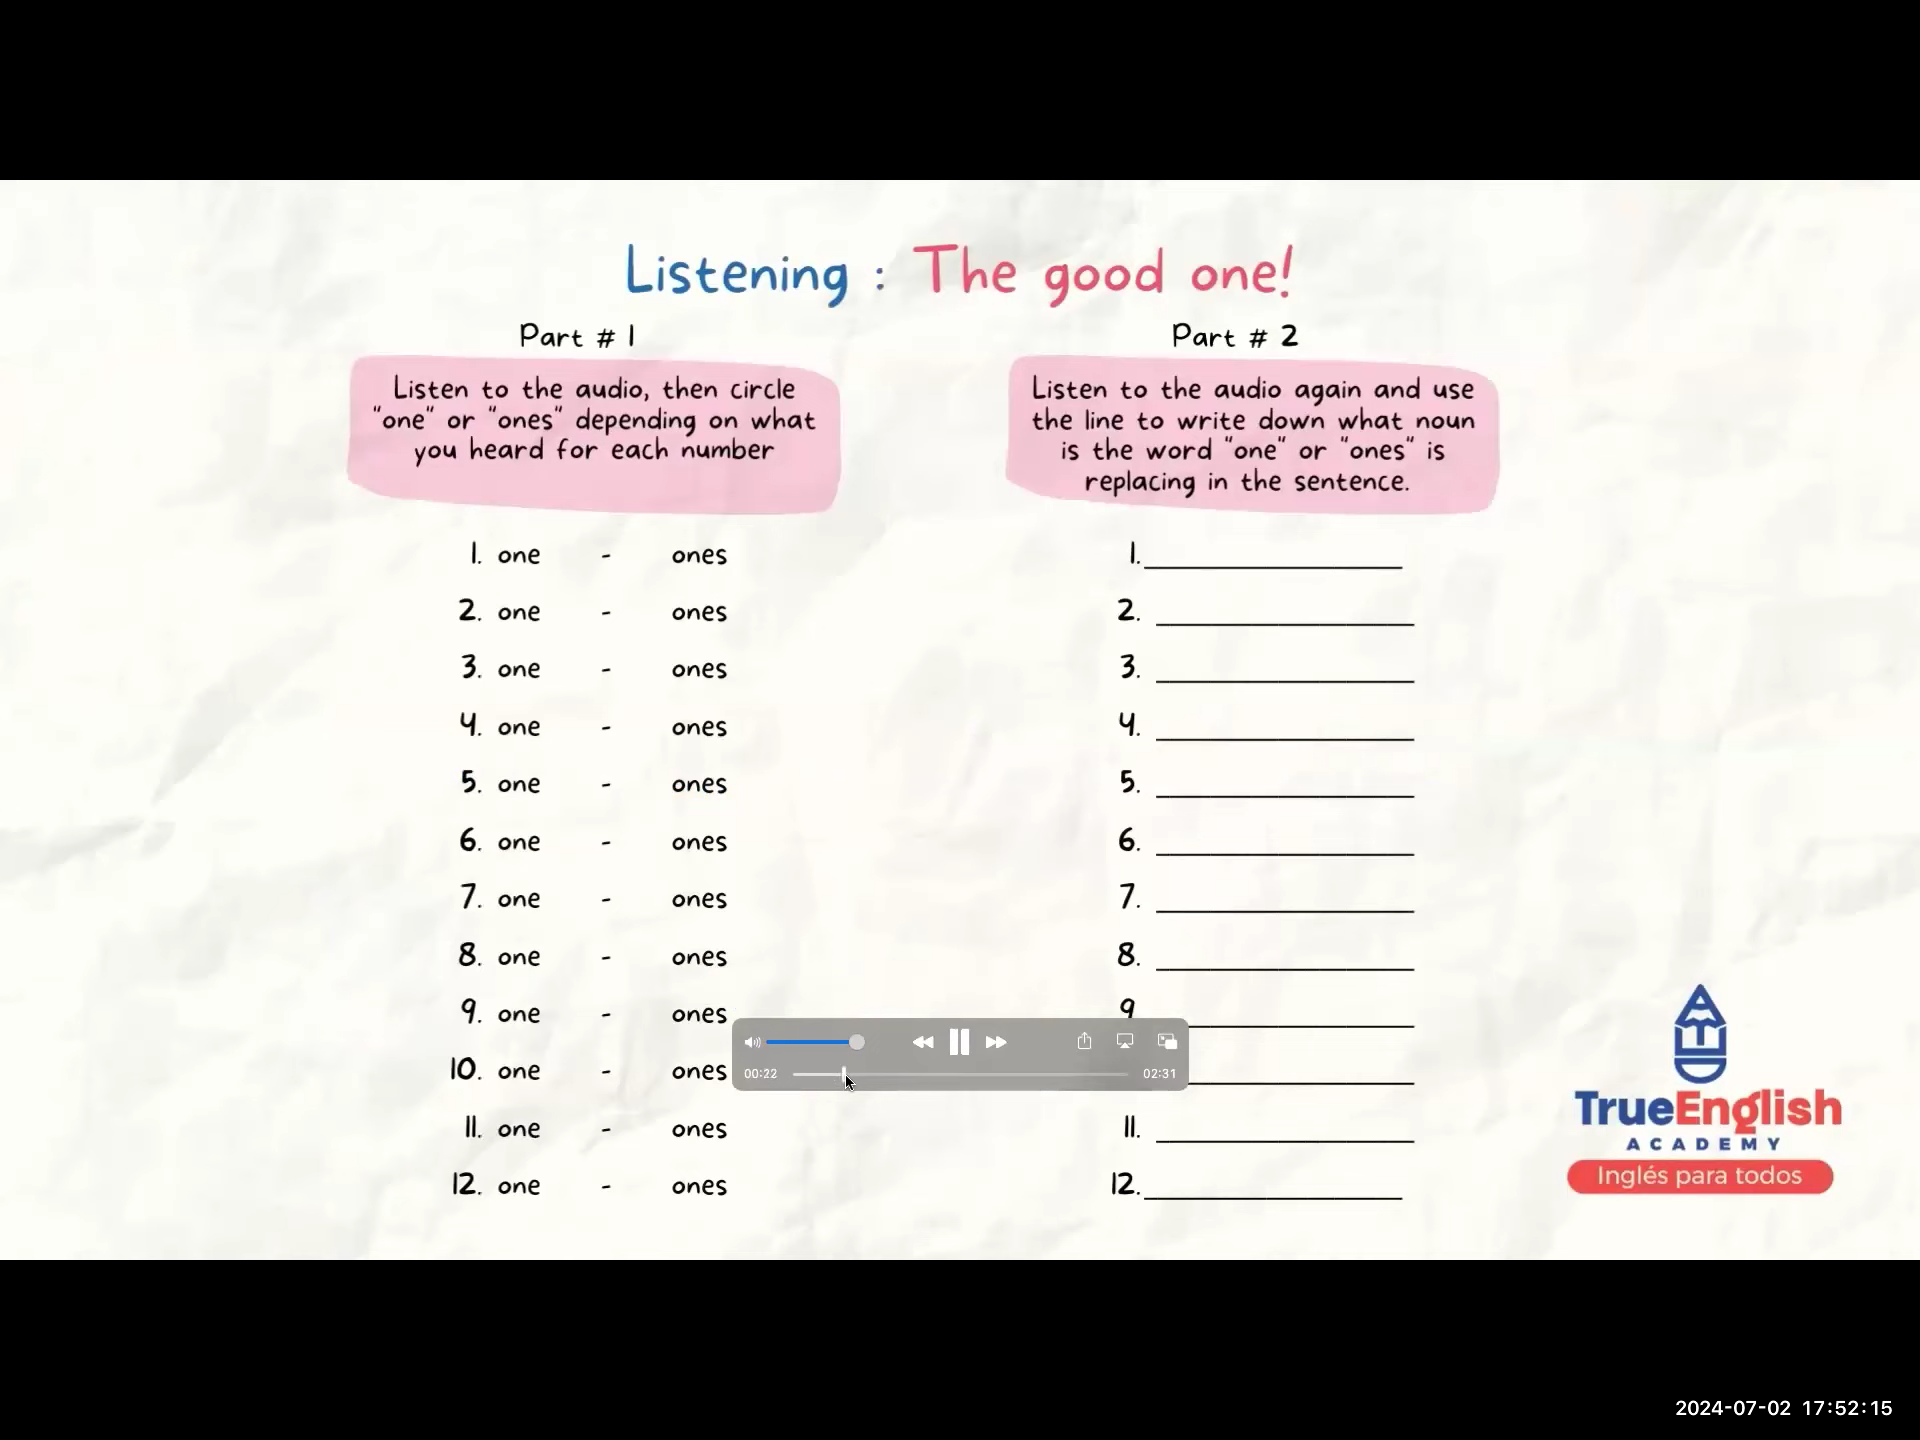 Listening : The good one!
Part # 1
Listen to the audio, then circle
"one" or "ones" depending on what
you heard for each number
1. one - ones
2. one - ones
3. one - ones
4. one - ones
5. one - ones
6. one - ones
7. one - ones
8. one - ones
9. one - ones
10. one - ones
11. one - ones
12. one - ones
Part # 2
Listen to the audio again and use
the line to write down what noun
is the word "one" or "ones" is
replacing in the sentence.
1.
2.
3.
4.
5.
6.
7.
8.
9
11.
12.
00:22
02:31
TrueEnglish
ACADEMY
Inglés para todos
2024-07-02 17:52:15